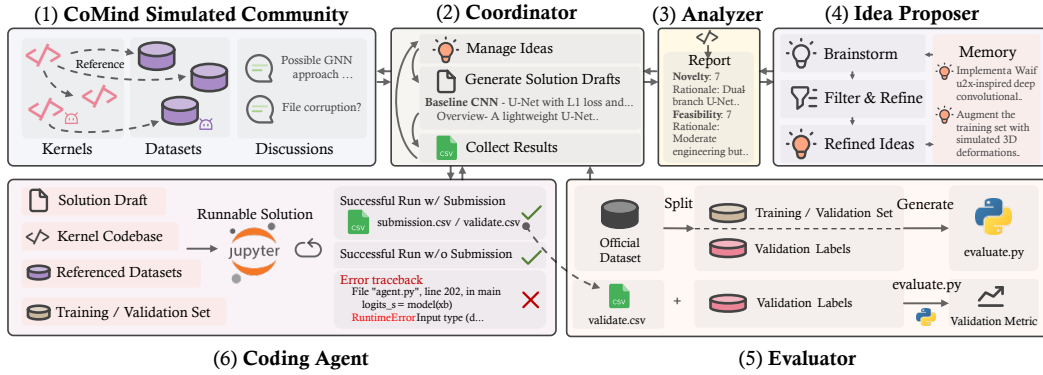 (1) CoMind Simulated Community
Reference
Kernels
Datasets
Possible GNN
approach ...
File corruption?
Discussions
(2) Coordinator
Manage Ideas
Generate Solution Drafts
Baseline CNN - U-Net with L1 loss and...
Overview- A lightweight U-Net..
CSV
Collect Results
(3) Analyzer
Report
Novelty: 7
Rationale: Dual-
branch U-Net..
Feasibility: 7
Rationale:
Moderate
engineering but..
(4) Idea Proposer
Brainstorm
Filter & Refine
Refined Ideas
Memory
Implement a Waif
u2x-inspired deep
convolutional..
Augment the
training set with
simulated 3D
deformations.
Solution Draft
Kernel Codebase
Referenced Datasets
Training / Validation Set
Runnable Solution
jupyter
Successful Run w/ Submission
CSV
submission.csv / validate.csv
Successful Run w/o Submission
Error traceback
File "agent.py", line 202, in main
logits_s = model(xb)
RuntimeErrorInput type (d...
(6) Coding Agent
Official
Dataset
Split
Training / Validation Set
Validation Labels
Generate
evaluate.py
CSV
validate.csv
+
Validation Labels
evaluate.py
Validation Metric
(5) Evaluator